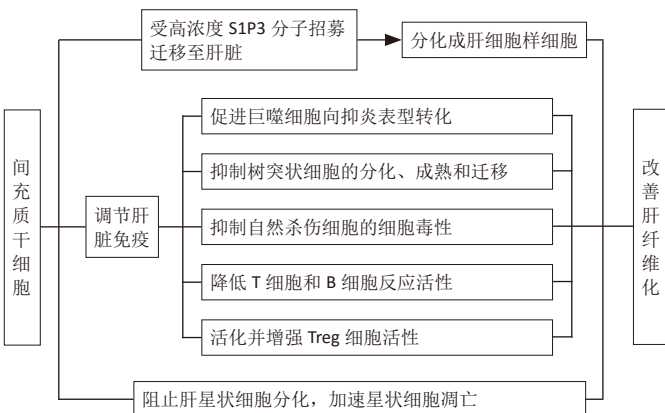 受高浓度 S1P3 分子招募
迁移至肝脏
分化成肝细胞样细胞
间充质干细胞
调节肝
脏免疫
促进巨噬细胞向抑炎表型转化
抑制树突状细胞的分化、成熟和迁移
抑制自然杀伤细胞的细胞毒性
降低 T 细胞和 B 细胞反应活性
活化并增强 Treg 细胞活性
改善肝纤维化
阻止肝星状细胞分化，加速星状细胞凋亡